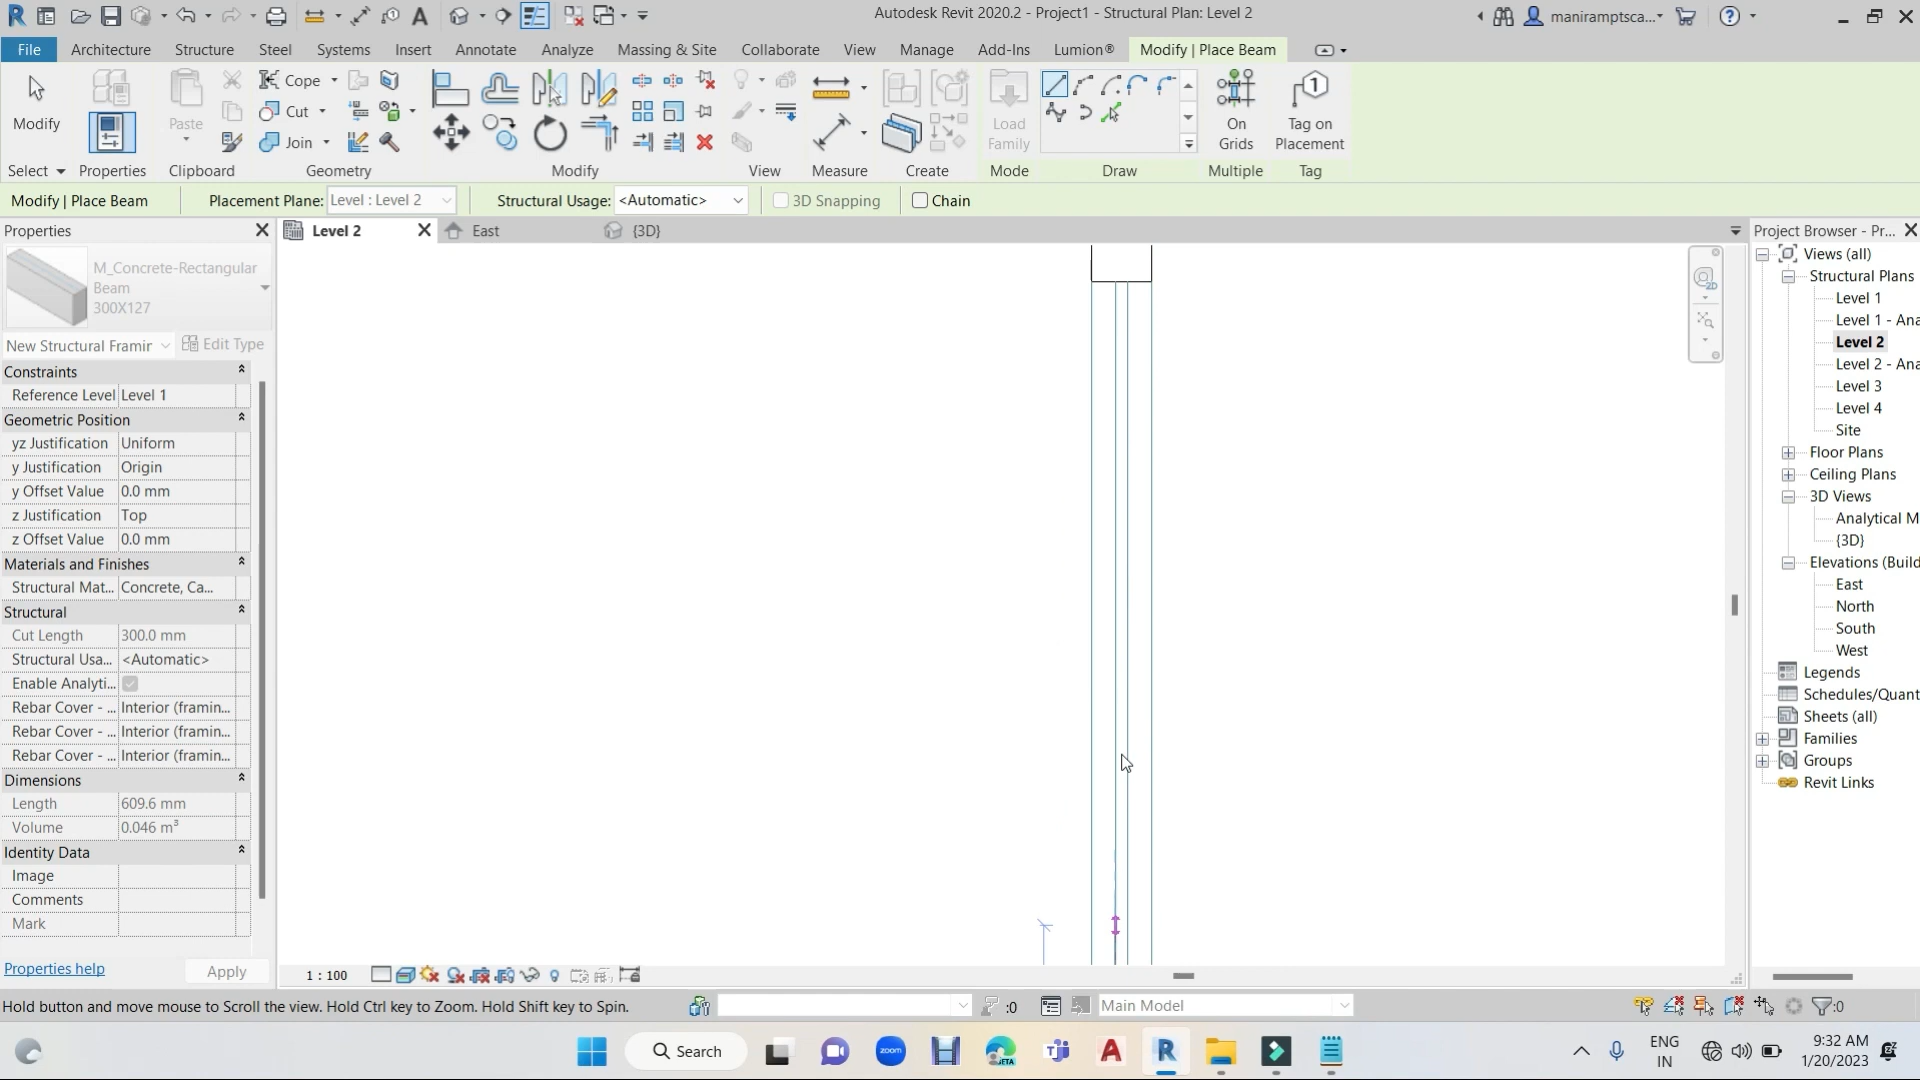 Autodesk Revit 2020.2 - Project1 - Structural Plan: Level 2
maniramptsca...
File Architecture Structure Steel Systems Insert Annotate Analyze Massing & Site Collaborate View Manage Add-Ins Lumion® Modify | Place Beam
Modify
Paste
Cope
Cut
Join
Load Family
On Grids
Tag on Placement
Select Properties Clipboard Geometry Modify View Measure Create Mode Draw Multiple Tag
Modify | Place Beam Placement Plane: Level : Level 2 Structural Usage: <Automatic> 3D Snapping Chain
Properties
Level 2 East {3D}
Project Browser - Pr...
M_Concrete-Rectangular
Beam
300X127
New Structural Framir Edit Type
Constraints
Reference Level Level 1
Geometric Position
yz Justification Uniform
y Justification Origin
y Offset Value 0.0 mm
z Justification Top
z Offset Value 0.0 mm
Materials and Finishes
Structural Mat... Concrete, Ca...
Structural
Cut Length 300.0 mm
Structural Usa... <Automatic>
Enable Analyti...
Rebar Cover - ... Interior (framin...
Rebar Cover - ... Interior (framin...
Rebar Cover - ... Interior (framin...
Dimensions
Length 609.6 mm
Volume 0.046 m³
Identity Data
Image
Comments
Mark
Properties help Apply
Views (all)
Structural Plans
Level 1
Level 1 - Ana
Level 2
Level 2 - Ana
Level 3
Level 4
Site
Floor Plans
Ceiling Plans
3D Views
Analytical M
{3D}
Elevations (Build
East
North
South
West
Legends
Schedules/Quant
Sheets (all)
Families
Groups
Revit Links
2D
1 : 100
Hold button and move mouse to Scroll the view. Hold Ctrl key to Zoom. Hold Shift key to Spin.
:0
Main Model
:0
Search
zoom
BETA
ENG
IN
9:32 AM
1/20/2023